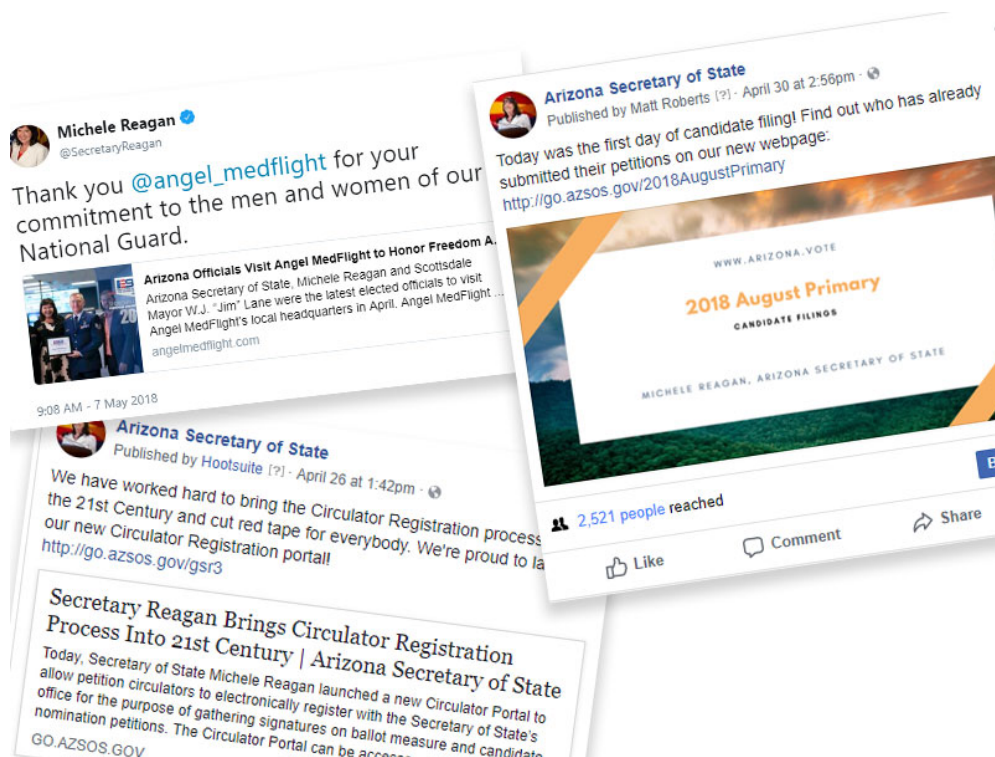 Michele Reagan
@SecretaryReagan
Thank you @angel_medflight for your
commitment to the men and women of our
National Guard.
Arizona Officials Visit Angel MedFlight to Honor Freedom A...
Arizona Secretary of State, Michele Reagan and Scottsdale
Mayor W.J. "Jim" Lane were the latest elected officials to visit
Angel MedFlight's local headquarters in April. Angel MedFlight ...
angelmedflight.com
9:08 AM - 7 May 2018
Arizona Secretary of State
Published by Matt Roberts [?] · April 30 at 2:56pm ·
Today was the first day of candidate filing! Find out who has already
submitted their petitions on our new webpage:
http://go.azsos.gov/2018AugustPrimary
WWW.ARIZONA.VOTE
2018 August Primary
CANDIDATE FILINGS
MICHELE REAGAN, ARIZONA SECRETARY OF STATE
2,521 people reached
Like
Comment
Share
Arizona Secretary of State
Published by Hootsuite [?] · April 26 at 1:42pm ·
We have worked hard to bring the Circulator Registration process
the 21st Century and cut red tape for everybody. We're proud to la
our new Circulator Registration portal!
http://go.azsos.gov/gsr3
Secretary Reagan Brings Circulator Registration
Process Into 21st Century | Arizona Secretary of State
Today, Secretary of State Michele Reagan launched a new Circulator Portal to
allow petition circulators to electronically register with the Secretary of State's
office for the purpose of gathering signatures on ballot measure and candidate
nomination petitions. The Circulator Portal can be
GO.AZSOS.GOV